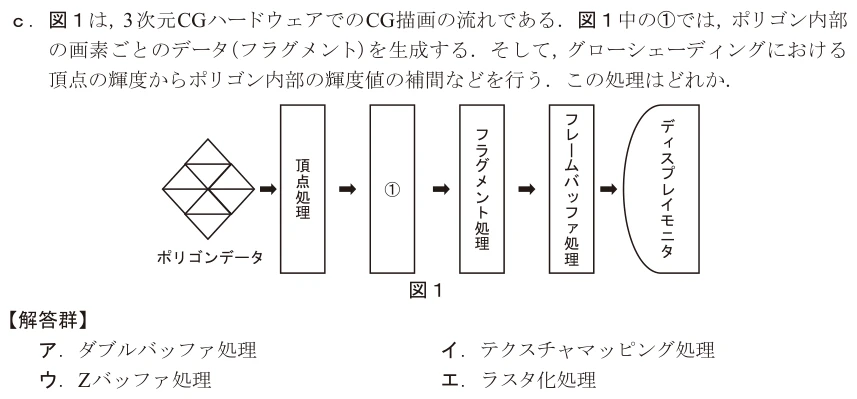 c．図1は，3次元CGハードウェアでのCG描画の流れである．図1中の①では，ポリゴン内部
の画素ごとのデータ（フラグメント）を生成する．そして，グローシェーディングにおける
頂点の輝度からポリゴン内部の輝度値の補間などを行う．この処理はどれか．
ポリゴンデータ
頂点処理
①
フラグメント処理
フレームバッファ処理
ディスプレイモニタ
図1
【解答群】
ア．ダブルバッファ処理
イ．テクスチャマッピング処理
ウ．Zバッファ処理
エ．ラスタ化処理